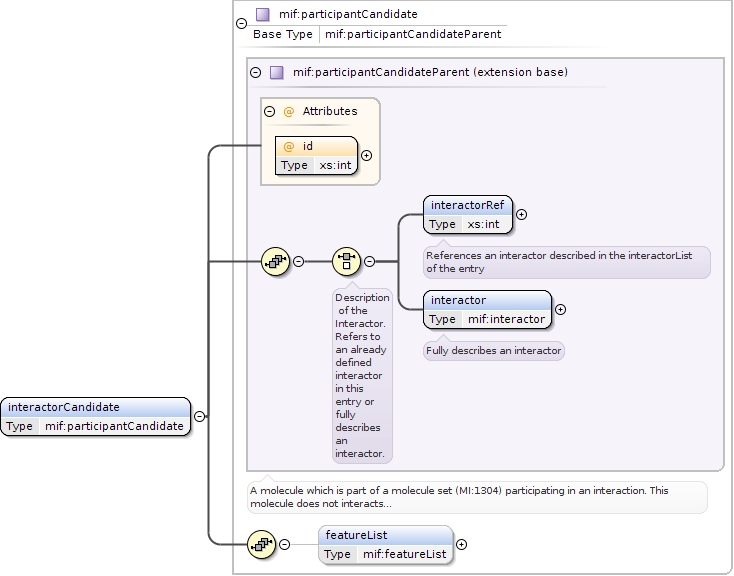 mif:participantCandidate
Base Type mif:participantCandidateParent
mif:participantCandidateParent (extension base)
@ Attributes
@ id
Type xs:int
interactorRef
Type xs:int
References an interactor described in the interactorList
of the entry
interactor
Type mif:interactor
Fully describes an interactor
Description
of the
Interactor.
Refers to
an already
defined
interactor
in this
entry or
fully
describes
an
interactor.
interactorCandidate
Type mif:participantCandidate
A molecule which is part of a molecule set (MI:1304) participating in an interaction. This
molecule does not interacts...
featureList
Type mif:featureList